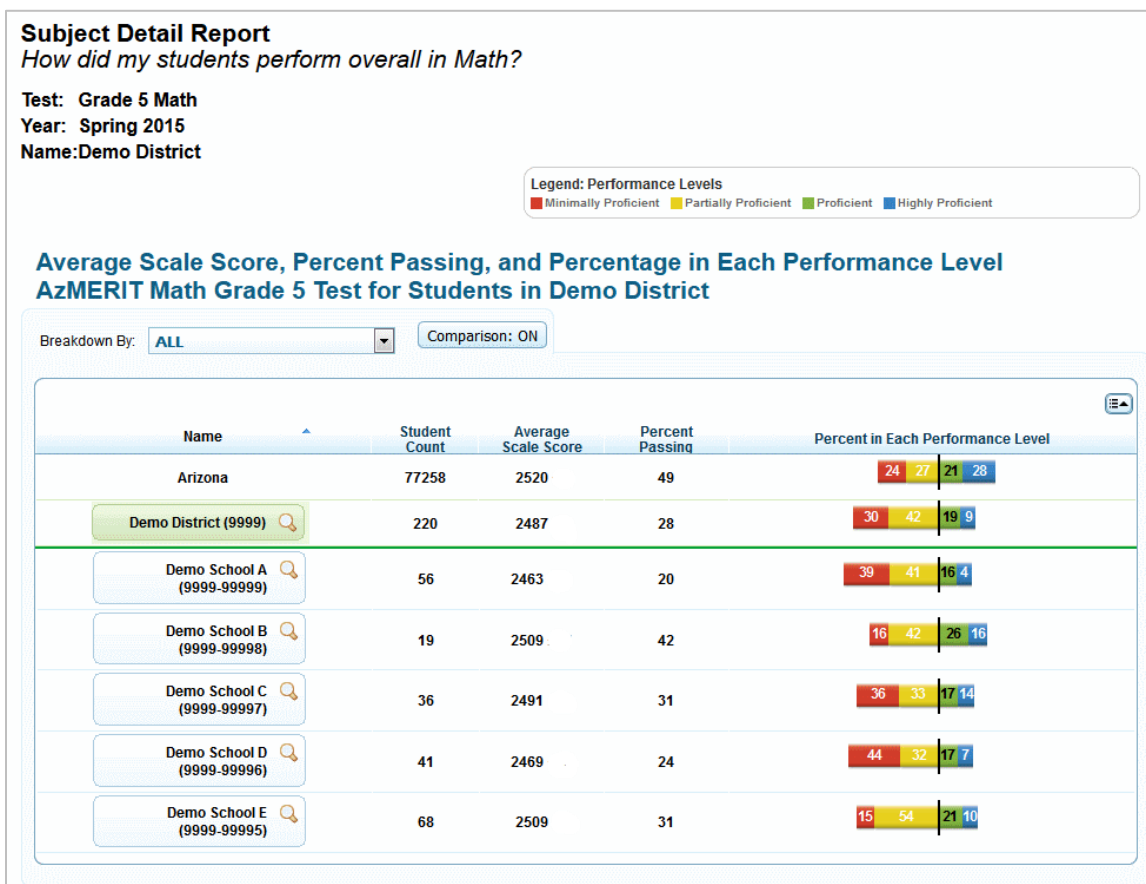 Subject Detail Report
How did my students perform overall in Math?
Test: Grade 5 Math
Year: Spring 2015
Name:Demo District
Legend: Performance Levels
Minimally Proficient Partially Proficient Proficient Highly Proficient
Average Scale Score, Percent Passing, and Percentage in Each Performance Level
AzMERIT Math Grade 5 Test for Students in Demo District
Breakdown By: ALL Comparison: ON
Name Student Count Average Scale Score Percent Passing Percent in Each Performance Level
Arizona 77258 2520 49 24 27 21 28
Demo District (9999) 220 2487 28 30 42 19 9
Demo School A
(9999-99999) 56 2463 20 39 41 16 4
Demo School B
(9999-99998) 19 2509 42 16 42 26 16
Demo School C
(9999-99997) 36 2491 31 36 33 17 14
Demo School D
(9999-99996) 41 2469 24 44 32 17 7
Demo School E
(9999-99995) 68 2509 31 15 54 21 10